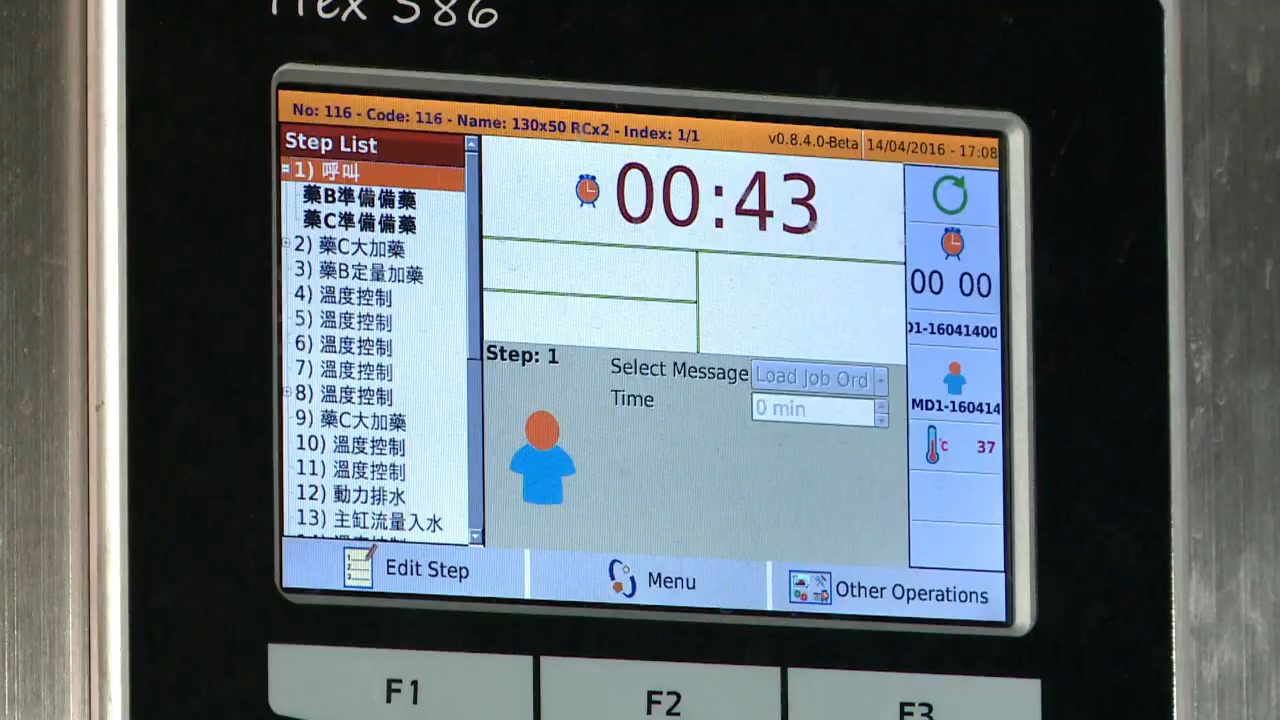 386
No: 116 - Code: 116 - Name: 130x50 RCx2 - Index: 1/1
v0.8.4.0-Beta
14/04/2016 - 17:08
Step List
1) 呼叫
藥B準備備藥
藥C準備備藥
2) 藥C大加藥
3) 藥B定量加藥
4) 溫度控制
5) 溫度控制
6) 溫度控制
7) 溫度控制
8) 溫度控制
9) 藥C大加藥
10) 溫度控制
11) 溫度控制
12) 動力排水
13) 主缸流量入水
00:43
Step: 1
Select Message
Load Job Ord
Time
0 min
00 00
D1-16041400
MD1-160414
°C 37
Edit Step
Menu
Other Operations
F1
F2
F3